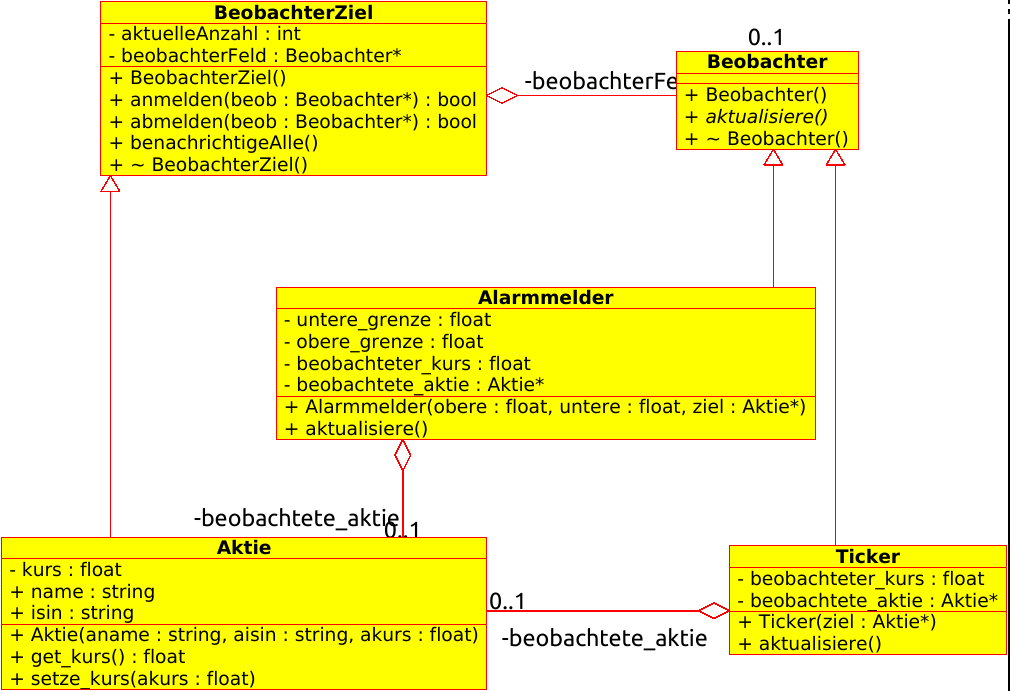 BeobachterZiel
- aktuelleAnzahl : int
- beobachterFeld : Beobachter*
+ BeobachterZiel()
+ anmelden(beob : Beobachter*) : bool
+ abmelden(beob : Beobachter*) : bool
+ benachrichtigeAlle()
+ ~ BeobachterZiel()
-beobachterFe
0..1
Beobachter
+ Beobachter()
+ aktualisiere()
+ ~ Beobachter()
Alarmmelder
- untere_grenze : float
- obere_grenze : float
- beobachteter_kurs : float
- beobachtete_aktie : Aktie*
+ Alarmmelder(obere : float, untere : float, ziel : Aktie*)
+ aktualisiere()
-beobachtete_aktie
0..1
Aktie
- kurs : float
+ name : string
+ isin : string
+ Aktie(aname : string, aisin : string, akurs : float)
+ get_kurs() : float
+ setze_kurs(akurs : float)
0..1
-beobachtete_aktie
Ticker
- beobachteter_kurs : float
- beobachtete_aktie : Aktie*
+ Ticker(ziel : Aktie*)
+ aktualisiere()